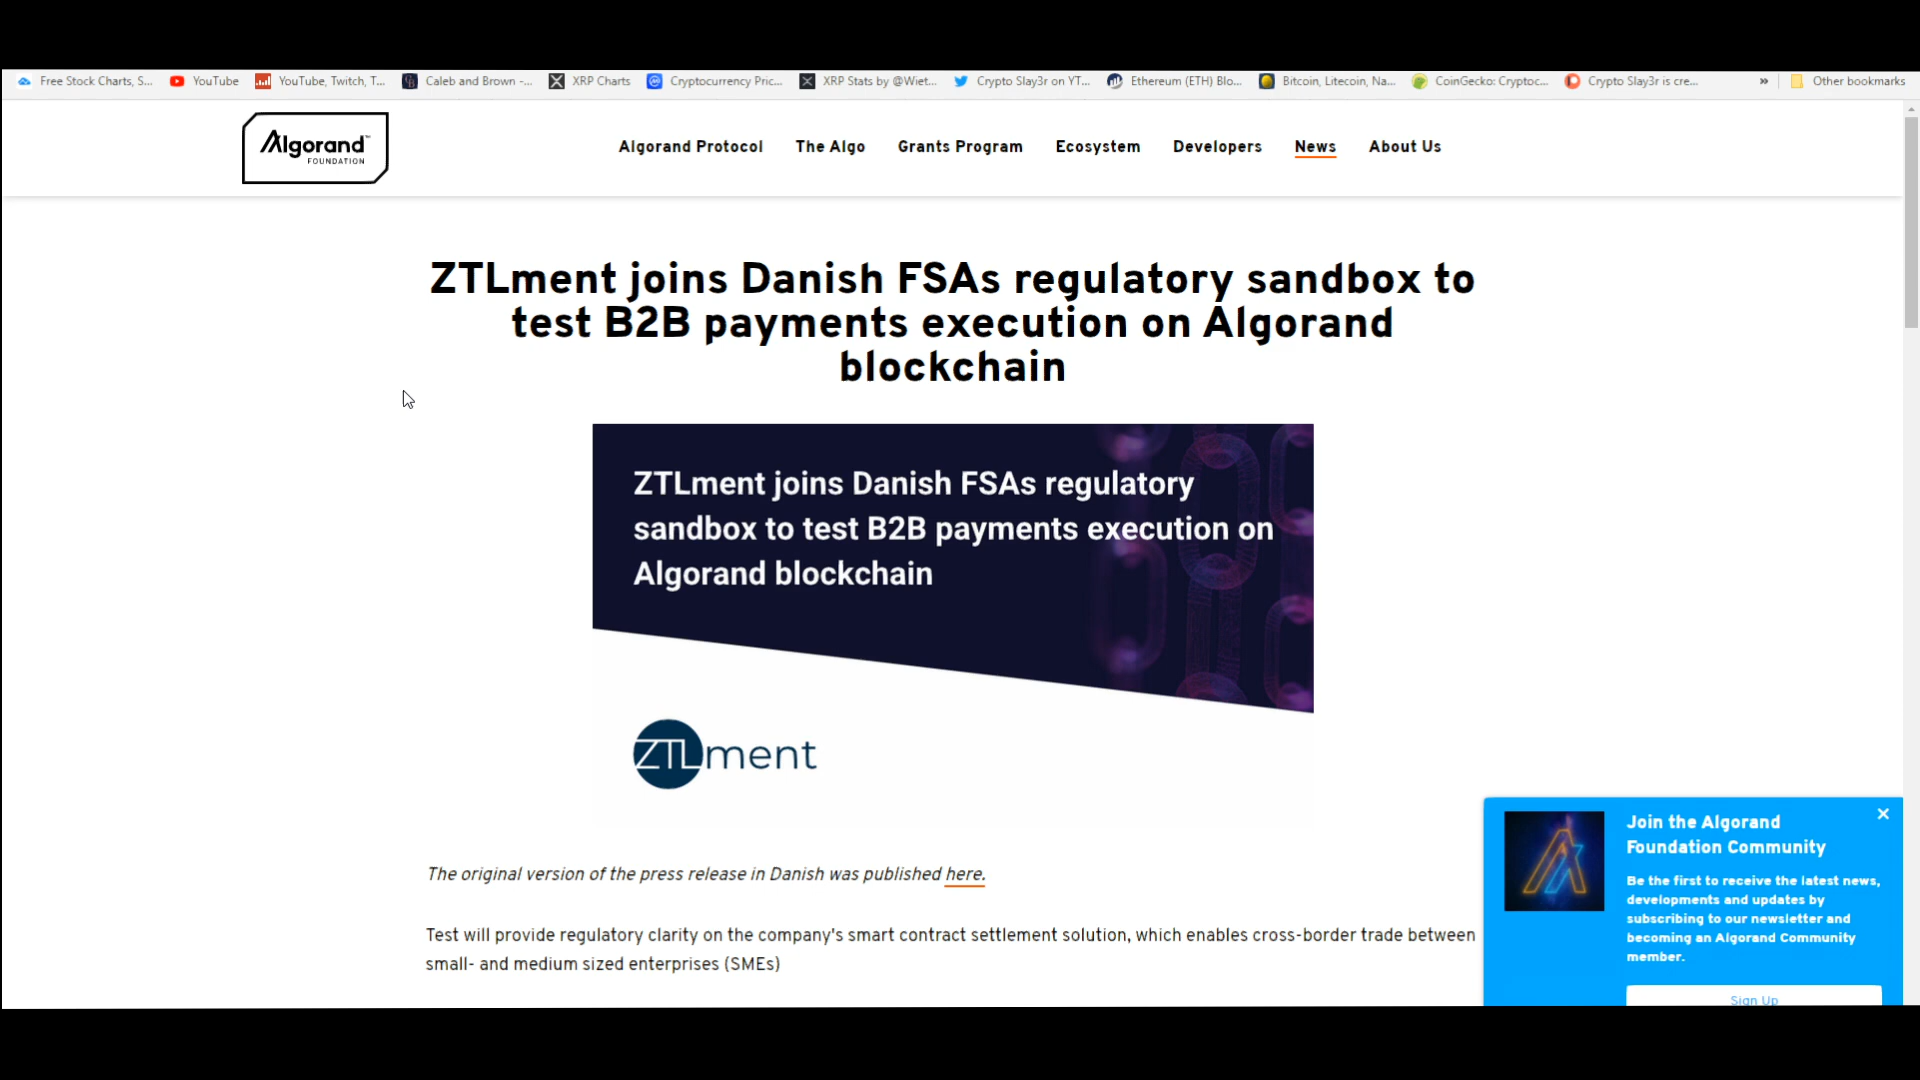 Free Stock Charts, S... YouTube YouTube, Twitch, T... Caleb and Brown -... XRP Charts Cryptocurrency Pric... XRP Stats by @Wiet... Crypto Slay3r on YT... Ethereum (ETH) Blo... Bitcoin, Litecoin, Na... CoinGecko: Cryptoc... Crypto Slay3r is cre... » Other bookmarks
Algorand™
FOUNDATION
Algorand Protocol The Algo Grants Program Ecosystem Developers News About Us
ZTLment joins Danish FSAs regulatory sandbox to
test B2B payments execution on Algorand
blockchain
ZTLment joins Danish FSAs regulatory
sandbox to test B2B payments execution on
Algorand blockchain
ZTLment
The original version of the press release in Danish was published here.
Test will provide regulatory clarity on the company's smart contract settlement solution, which enables cross-border trade between
small- and medium sized enterprises (SMEs)
Join the Algorand
Foundation Community
Be the first to receive the latest news,
developments and updates by
subscribing to our newsletter and
becoming an Algorand Community
member.
Sign Up